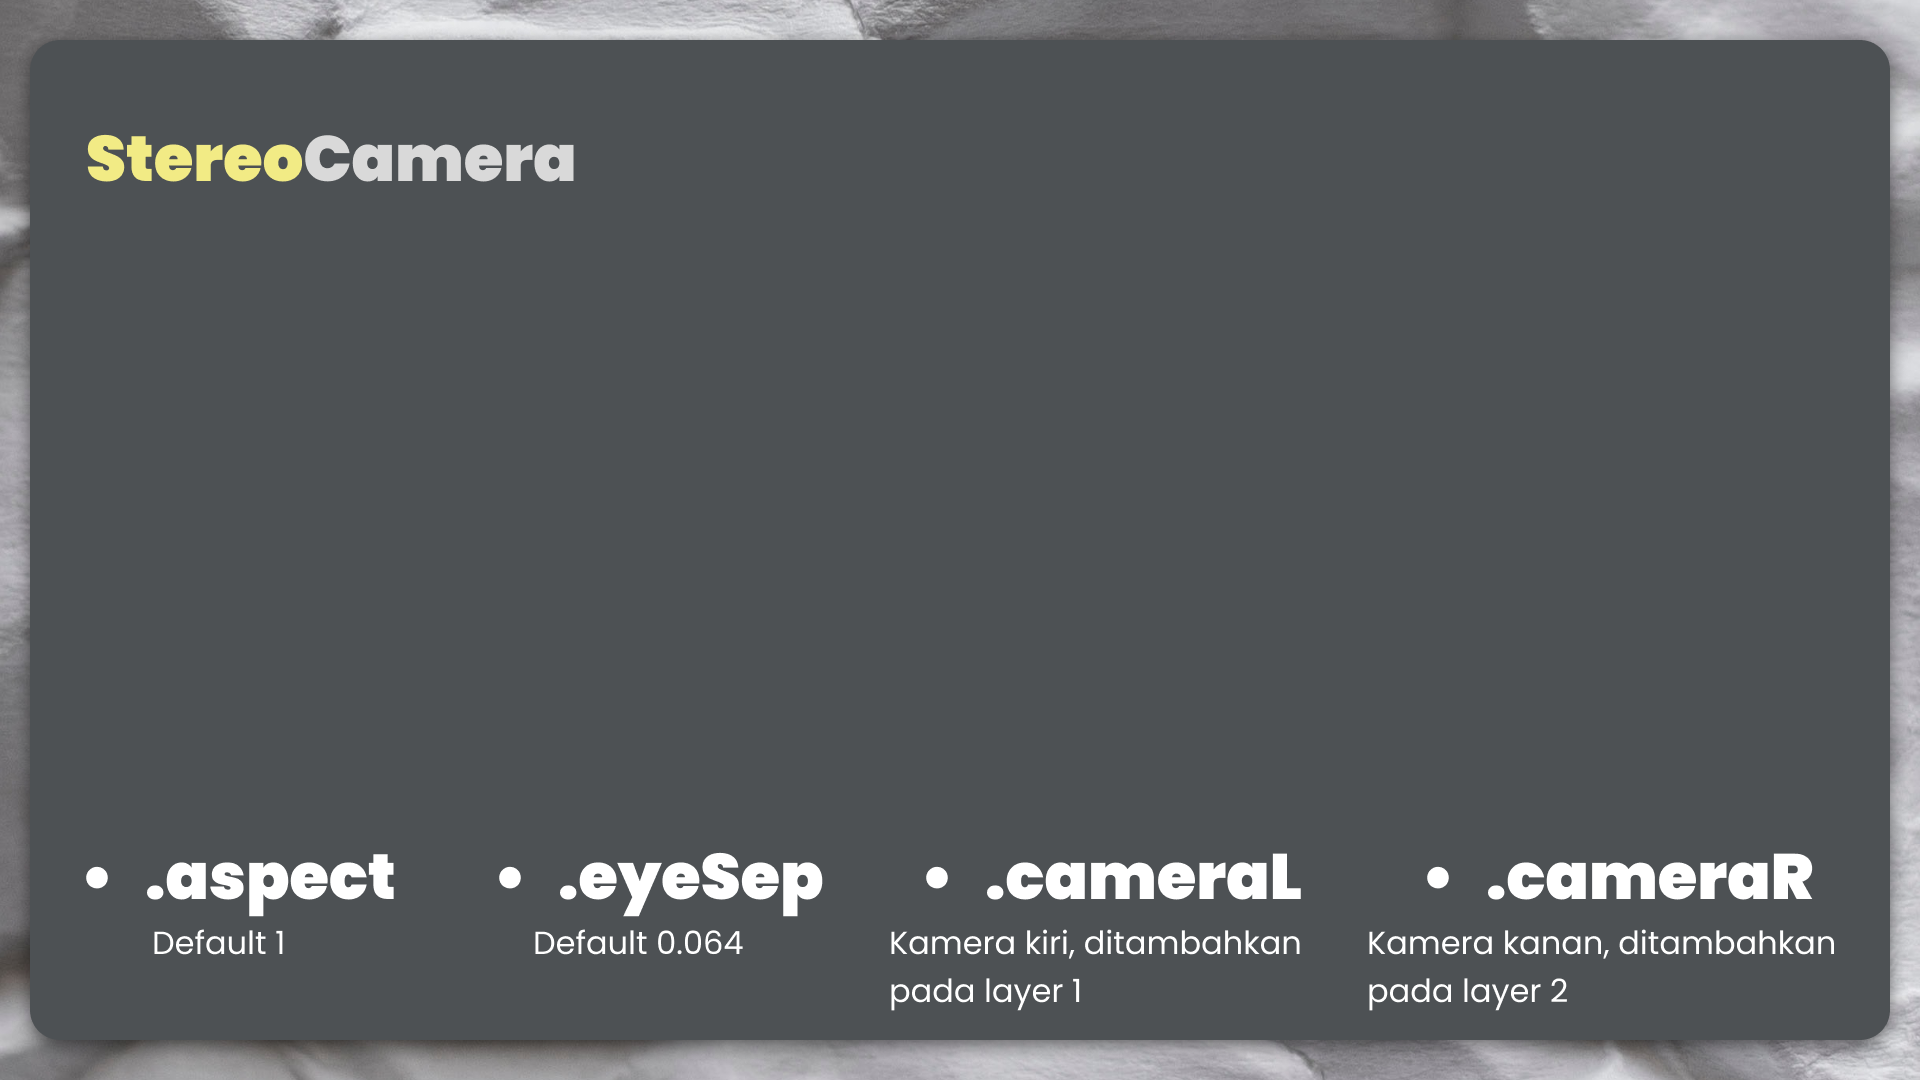 StereoCamera
• .aspect
Default 1
• .eyeSep
Default 0.064
• .cameraL
Kamera kiri, ditambahkan
pada layer 1
• .cameraR
Kamera kanan, ditambahkan
pada layer 2